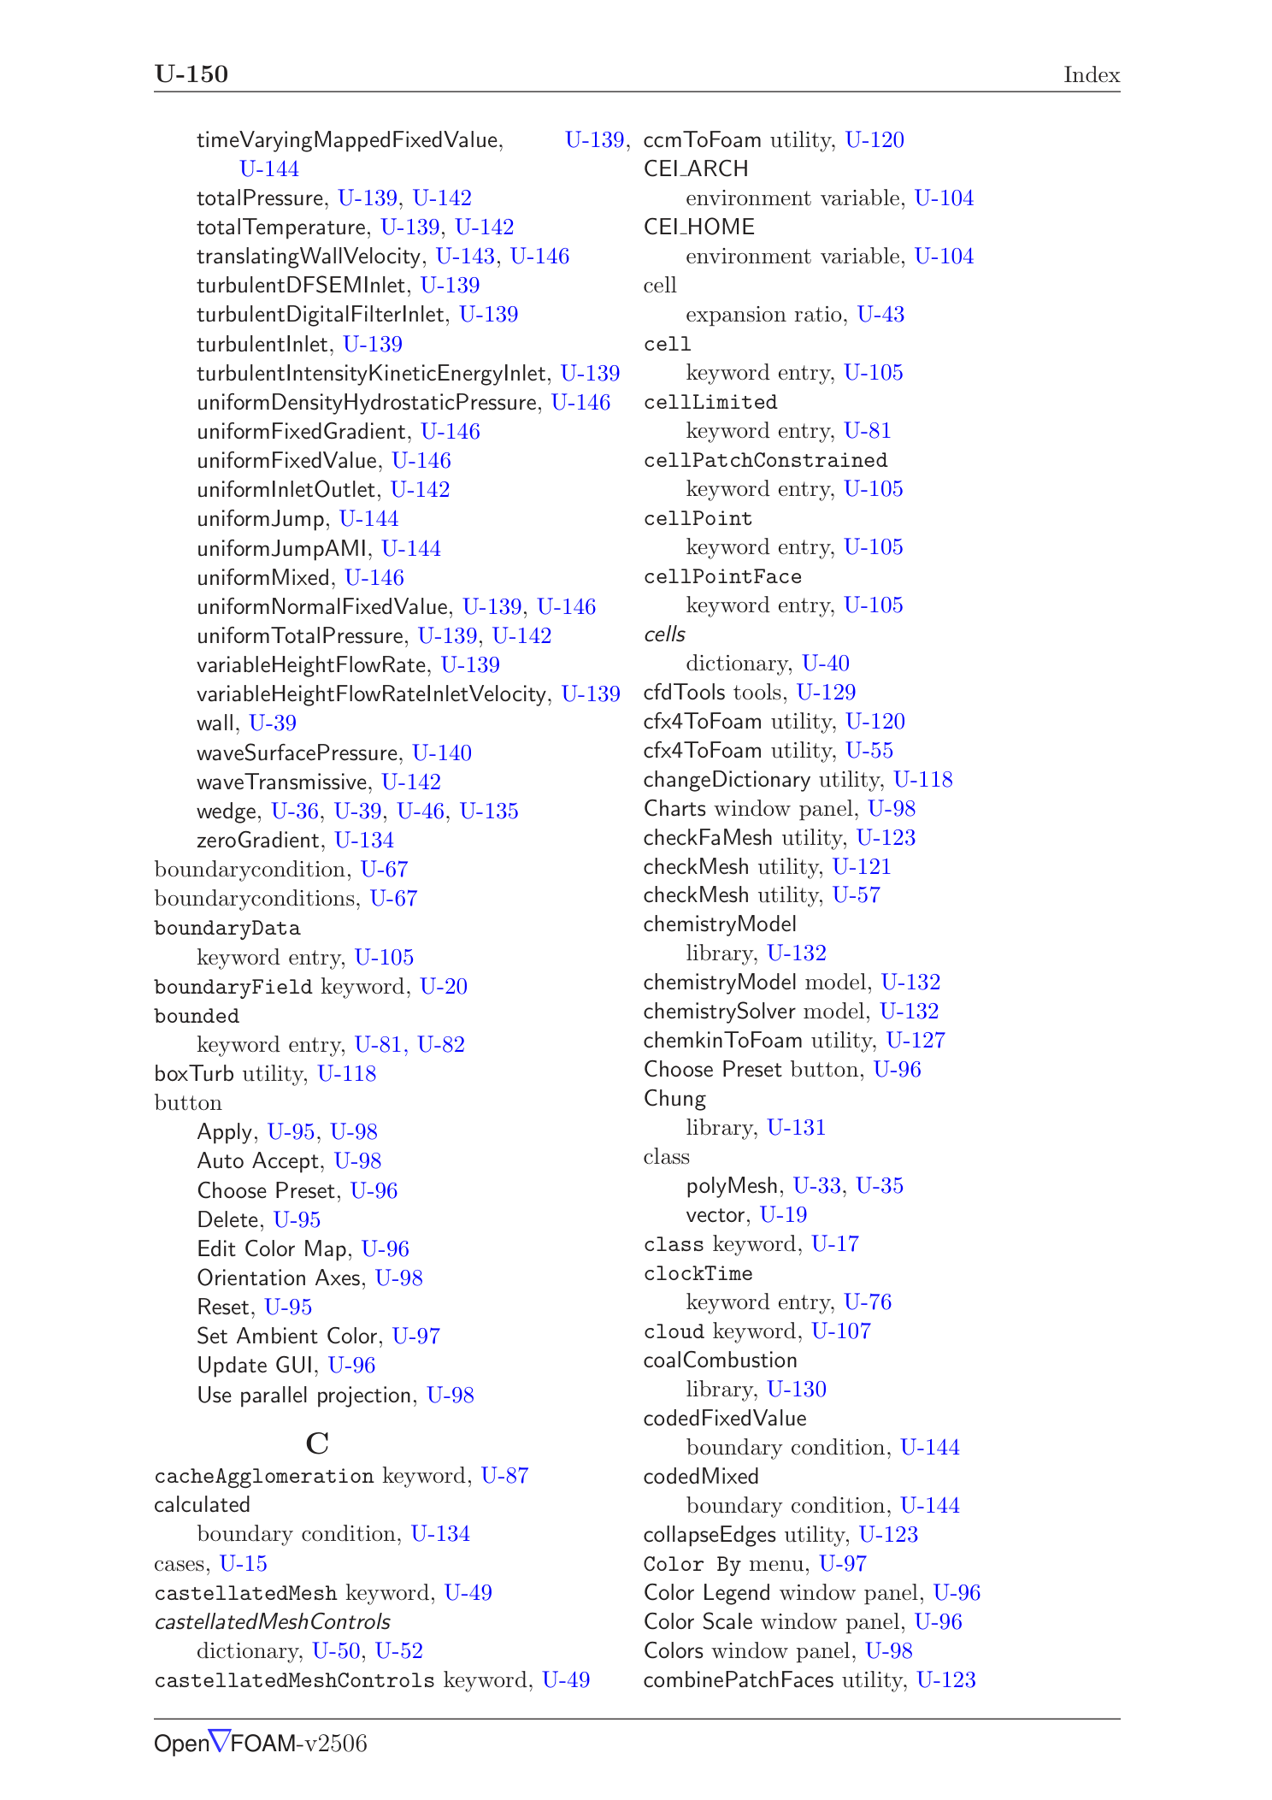 U-150 Index
timeVaryingMappedFixedValue, U-139,
U-144
totalPressure, U-139, U-142
totalTemperature, U-139, U-142
translatingWallVelocity, U-143, U-146
turbulentDFSEMInlet, U-139
turbulentDigitalFilterInlet, U-139
turbulentInlet, U-139
turbulentIntensityKineticEnergyInlet, U-139
uniformDensityHydrostaticPressure, U-146
uniformFixedGradient, U-146
uniformFixedValue, U-146
uniformInletOutlet, U-142
uniformJump, U-144
uniformJumpAMI, U-144
uniformMixed, U-146
uniformNormalFixedValue, U-139, U-146
uniformTotalPressure, U-139, U-142
variableHeightFlowRate, U-139
variableHeightFlowRateInletVelocity, U-139
wall, U-39
waveSurfacePressure, U-140
waveTransmissive, U-142
wedge, U-36, U-39, U-46, U-135
zeroGradient, U-134
boundarycondition, U-67
boundaryconditions, U-67
boundaryData
keyword entry, U-105
boundaryField keyword, U-20
bounded
keyword entry, U-81, U-82
boxTurb utility, U-118
button
Apply, U-95, U-98
Auto Accept, U-98
Choose Preset, U-96
Delete, U-95
Edit Color Map, U-96
Orientation Axes, U-98
Reset, U-95
Set Ambient Color, U-97
Update GUI, U-96
Use parallel projection, U-98
C
cacheAgglomeration keyword, U-87
calculated
boundary condition, U-134
cases, U-15
castellatedMesh keyword, U-49
castellatedMeshControls
dictionary, U-50, U-52
castellatedMeshControls keyword, U-49
ccmToFoam utility, U-120
CEI_ARCH
environment variable, U-104
CEI_HOME
environment variable, U-104
cell
expansion ratio, U-43
cell
keyword entry, U-105
cellLimited
keyword entry, U-81
cellPatchConstrained
keyword entry, U-105
cellPoint
keyword entry, U-105
cellPointFace
keyword entry, U-105
cells
dictionary, U-40
cfdTools tools, U-129
cfx4ToFoam utility, U-120
cfx4ToFoam utility, U-55
changeDictionary utility, U-118
Charts window panel, U-98
checkFaMesh utility, U-123
checkMesh utility, U-121
checkMesh utility, U-57
chemistryModel
library, U-132
chemistryModel model, U-132
chemistrySolver model, U-132
chemkinToFoam utility, U-127
Choose Preset button, U-96
Chung
library, U-131
class
polyMesh, U-33, U-35
vector, U-19
class keyword, U-17
clockTime
keyword entry, U-76
cloud keyword, U-107
coalCombustion
library, U-130
codedFixedValue
boundary condition, U-144
codedMixed
boundary condition, U-144
collapseEdges utility, U-123
Color By menu, U-97
Color Legend window panel, U-96
Color Scale window panel, U-96
Colors window panel, U-98
combinePatchFaces utility, U-123
Open▽FOAM-v2506